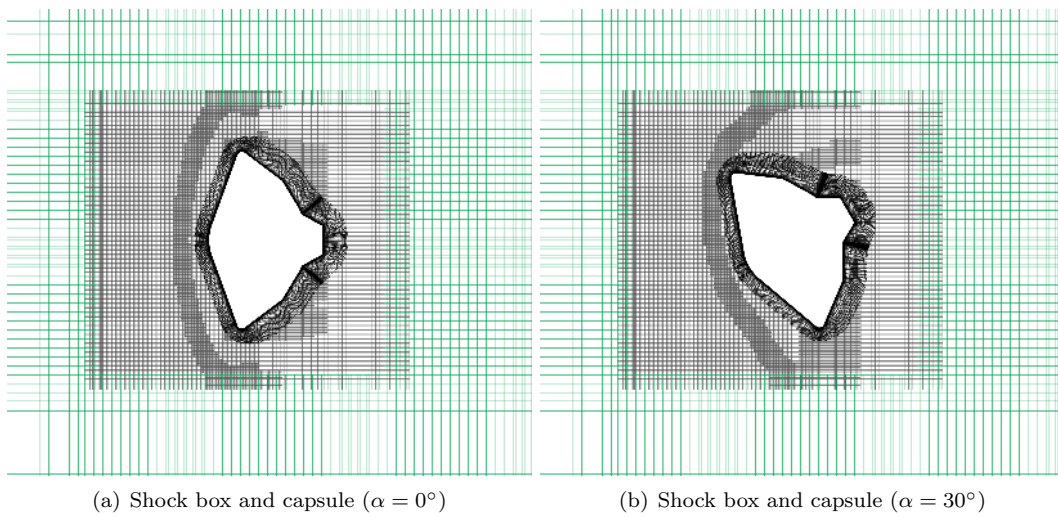 (a) Shock box and capsule (α = 0°)
(b) Shock box and capsule (α = 30°)